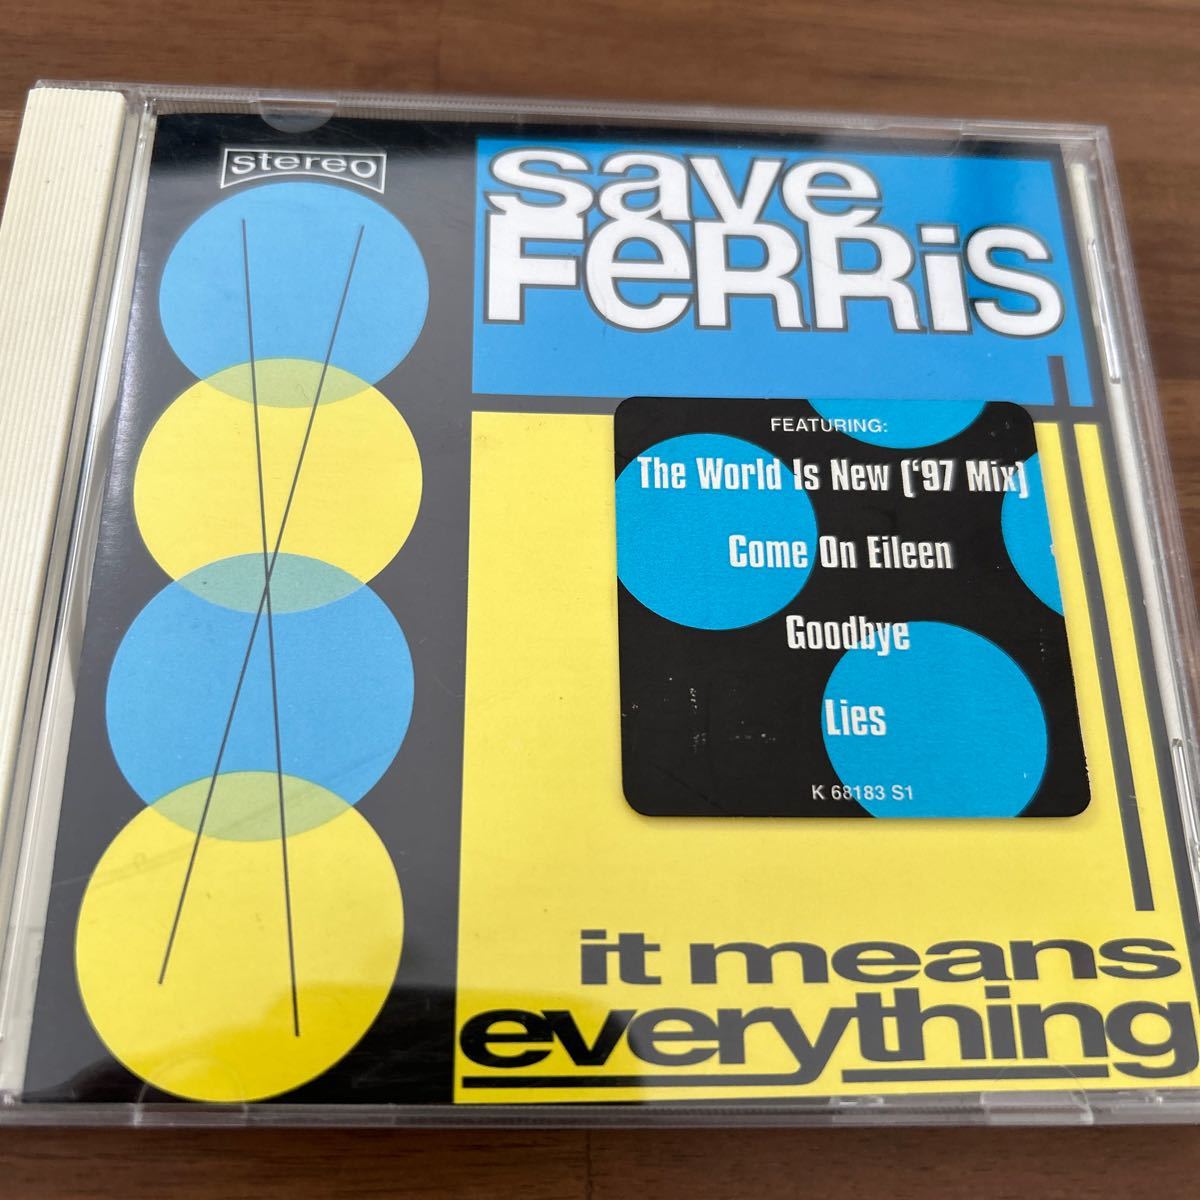 stereo
save
FeRRiS
FEATURING:
The World Is New ('97 Mix)
Come On Eileen
Goodbye
Lies
K 68183 S1
it means
everything